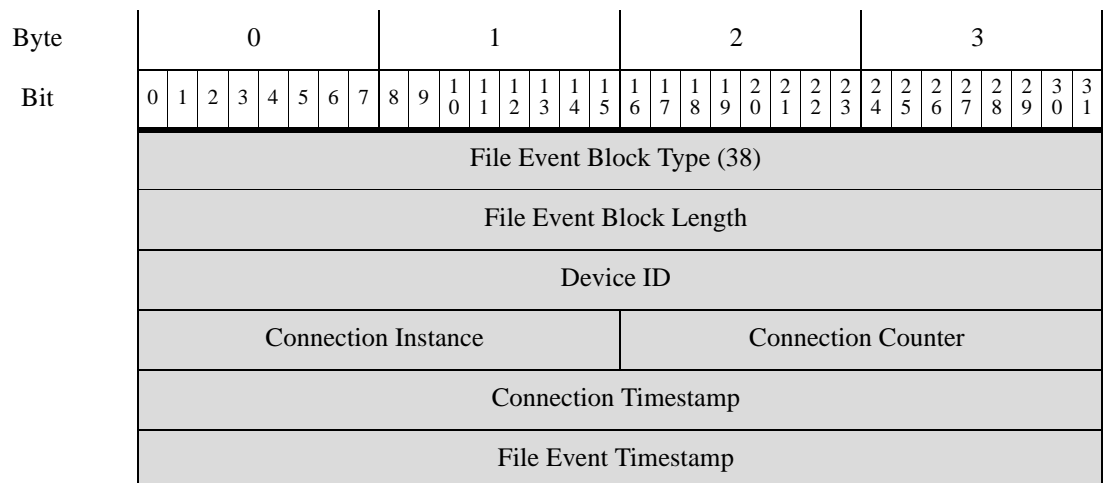 Byte 0 1 2 3
Bit 0 1 2 3 4 5 6 7 8 9 10 11 12 13 14 15 16 17 18 19 20 21 22 23 24 25 26 27 28 29 30 31
File Event Block Type (38)
File Event Block Length
Device ID
Connection Instance Connection Counter
Connection Timestamp
File Event Timestamp